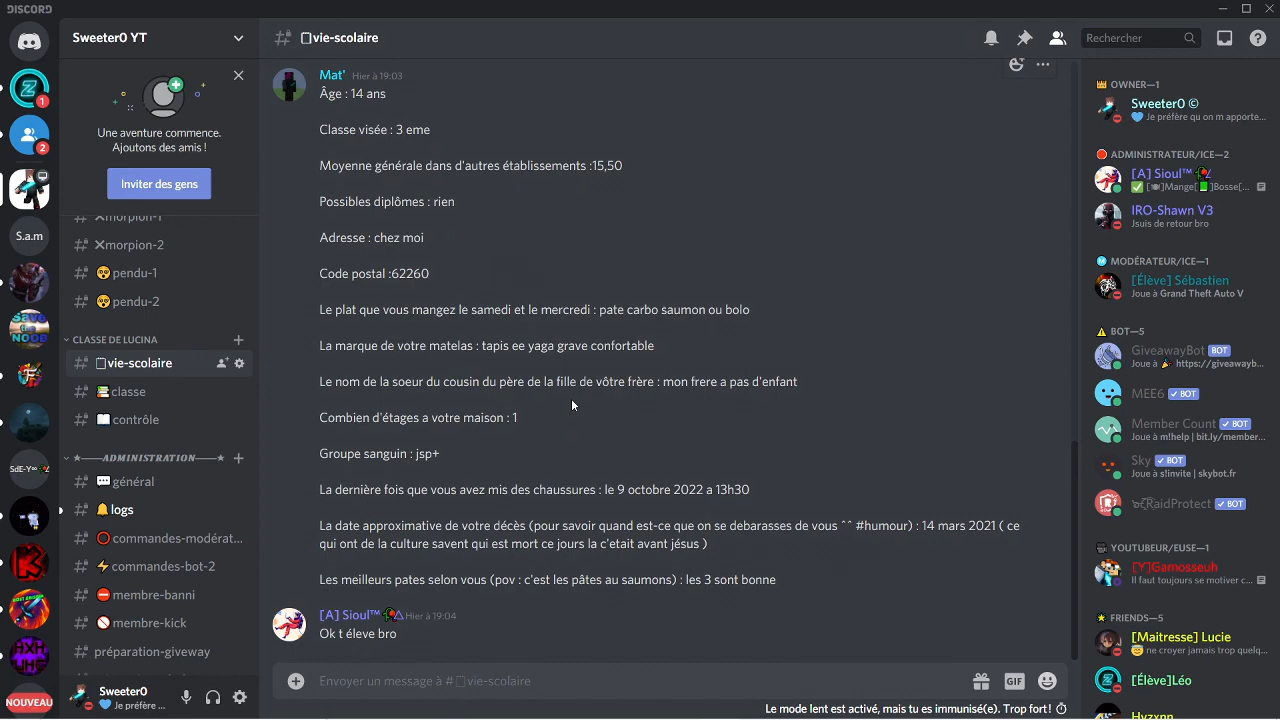 DISCORD
Sweeter0 YT
vie-scolaire
Rechercher
Une aventure commence.
Ajoutons des amis !
Inviter des gens
1
2
S.a.m
Save the NOOB
SdE-Y∞
NOUVEAU
morpion-1
morpion-2
pendu-1
pendu-2
CLASSE DE LUCINA
vie-scolaire
classe
contrôle
★——ADMINISTRATION——★
général
logs
commandes-modérat...
commandes-bot-2
membre-banni
membre-kick
préparation-giveway
Sweeter0
Je préfère ...
Mat' Hier à 19:03
Âge : 14 ans
Classe visée : 3 eme
Moyenne générale dans d'autres établissements :15,50
Possibles diplômes : rien
Adresse : chez moi
Code postal :62260
Le plat que vous mangez le samedi et le mercredi : pate carbo saumon ou bolo
La marque de votre matelas : tapis ee yaga grave confortable
Le nom de la soeur du cousin du père de la fille de vôtre frère : mon frere a pas d'enfant
Combien d'étages a votre maison : 1
Groupe sanguin : jsp+
La dernière fois que vous avez mis des chaussures : le 9 octobre 2022 a 13h30
La date approximative de votre décès (pour savoir quand est-ce que on se debarasses de vous ^^ #humour) : 14 mars 2021 ( ce
qui ont de la culture savent qui est mort ce jours la c'etait avant jésus )
Les meilleurs pates selon vous (pov : c'est les pâtes au saumons) : les 3 sont bonne
[A] Sioul™ Hier à 19:04
Ok t éleve bro
Envoyer un message à # vie-scolaire
GIF
Le mode lent est activé, mais tu es immunisé(e). Trop fort !
OWNER—1
Sweeter0 ©
Je préfère qu on m apporte...
ADMINISTRATEUR/ICE—2
[A] Sioul™
[🍽]Mange[📗]Bosse[...
IRO-Shawn V3
Jsuis de retour bro
MODÉRATEUR/ICE—1
[Élève] Sébastien
Joue à Grand Theft Auto V
BOT—5
GiveawayBot BOT
Joue à 🎉 https://giveawayb...
MEE6 ✓ BOT
Member Count ✓ BOT
Joue à m!help | bit.ly/member...
Sky ✓ BOT
Joue à s!invite | skybot.fr
RaidProtect ✓ BOT
YOUTUBEUR/EUSE—1
[Y]Gamosseuh
Il faut toujours se motiver c...
FRIENDS—5
[Maitresse] Lucie
ne croyer jamais trop quelq...
[Élève]Léo
Hyzxnn